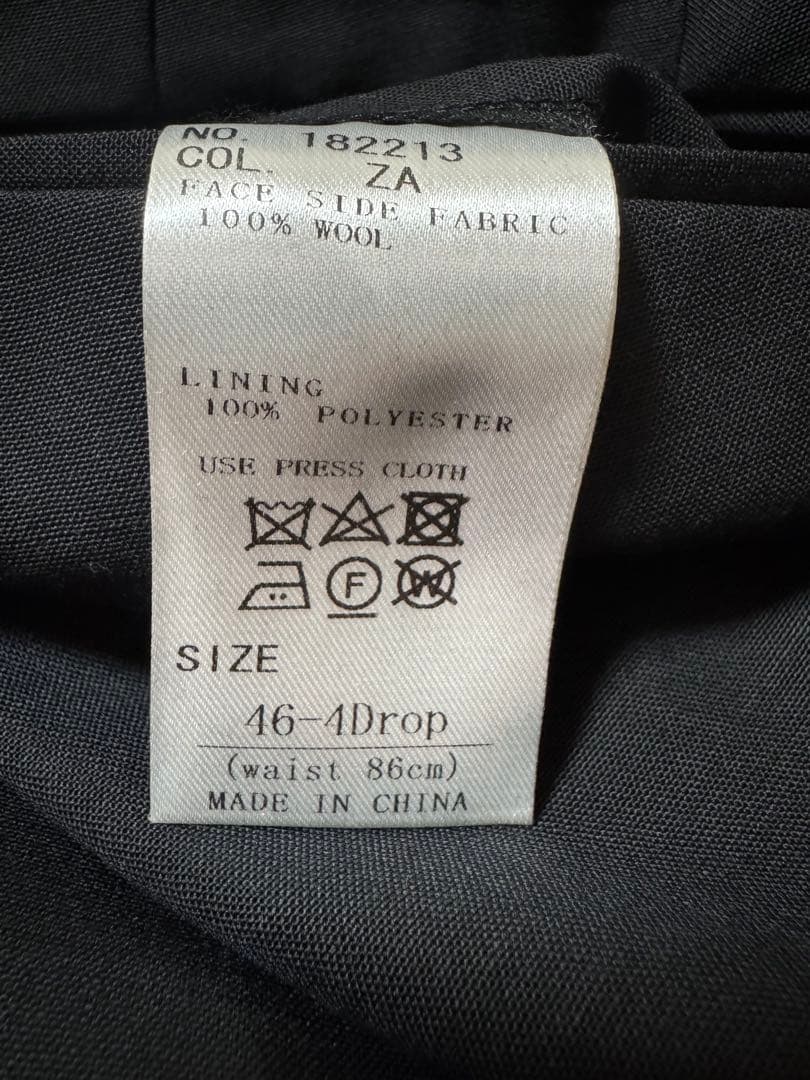 NO. 182213
COL. ZA
FACE SIDE FABRIC
100% WOOL
LINING
100% POLYESTER
USE PRESS CLOTH
F W
SIZE
46-4Drop
(waist 86cm)
MADE IN CHINA